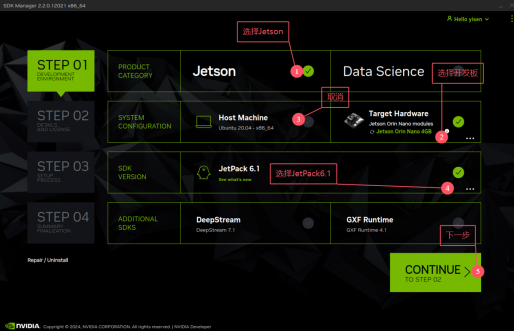 SDK Manager 2.2.0.12021 x86_64
Hello yisen
选择Jetson
STEP 01
DEVELOPMENT
ENVIRONMENT
PRODUCT
CATEGORY
Jetson
1
Data Science
选择开发板
取消
STEP 02
DETAILS
AND LICENSE
SYSTEM
CONFIGURATION
Host Machine
Ubuntu 20.04 - x86_64
3
Target Hardware
Jetson Orin Nano modules
Jetson Orin Nano 4GB
2
STEP 03
SETUP
PROCESS
SDK
VERSION
JetPack 6.1
See what's new
选择JetPack6.1
4
STEP 04
SUMMARY
FINALIZATION
ADDITIONAL
SDKS
DeepStream
DeepStream 7.1
GXF Runtime
GXF Runtime 4.1
下一步
Repair / Uninstall
CONTINUE
TO STEP 02
5
NVIDIA Copyright © 2024, NVIDIA CORPORATION. All rights reserved. | NVIDIA Developer